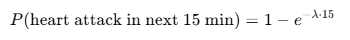 P(heart attack in next 15 min) = 1 − e^{−λ·15}